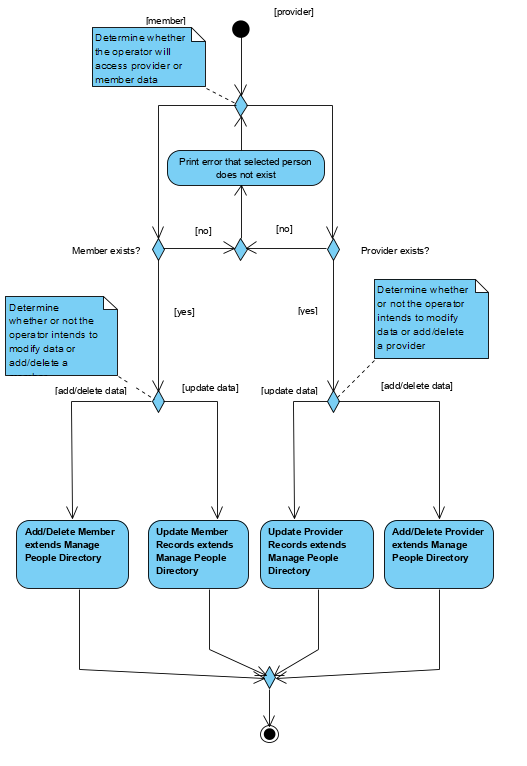 [provider]
[member]
Determine whether
the operator will
access provider or
member data
Print error that selected person
does not exist
[no]
[no]
Member exists?
Provider exists?
Determine whether
or not the operator
intends to modify
data or add/delete
a provider
Determine
whether or not the
operator intends to
modify data or
add/delete a
[yes]
[yes]
[add/delete data]
[update data]
[update data]
[add/delete data]
Add/Delete Member
extends Manage
People Directory
Update Member
Records extends
Manage People
Directory
Update Provider
Records extends
Manage People
Directory
Add/Delete Provider
extends Manage
People Directory